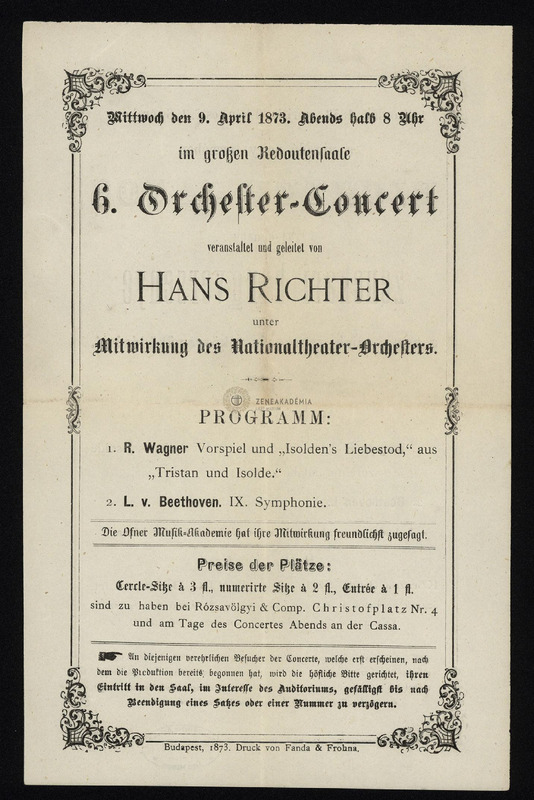 Mittwoch den 9. April 1873. Abends halb 8 Uhr
im großen Redoutensaale
6. Orchester-Concert
veranstaltet und geleitet von
HANS RICHTER
unter
Mitwirkung des Nationaltheater-Orchesters.
ZENEAKADÉMIA
PROGRAMM:
1. R. Wagner Vorspiel und „Isolden's Liebestod,“ aus
„Tristan und Isolde.“
2. L. v. Beethoven. IX. Symphonie.
Die Ofner Musik-Akademie hat ihre Mitwirkung freundlichst zugesagt.
Preise der Plätze:
Cercle-Sitze à 3 fl., numerirte Sitze à 2 fl., Entrée à 1 fl.
sind zu haben bei Rózsavölgyi & Comp. Christofplatz Nr. 4
und am Tage des Concertes Abends an der Cassa.
An diejenigen verehrlichen Besucher der Concerte, welche erst erscheinen, nach
dem die Produktion bereits begonnen hat, wird die höfliche Bitte gerichtet, ihren
Eintritt in den Saal, im Interesse des Auditoriums, gefälligst bis nach
Beendigung eines Satzes oder einer Nummer zu verzögern.
Budapest, 1873. Druck von Fanda & Frohna.